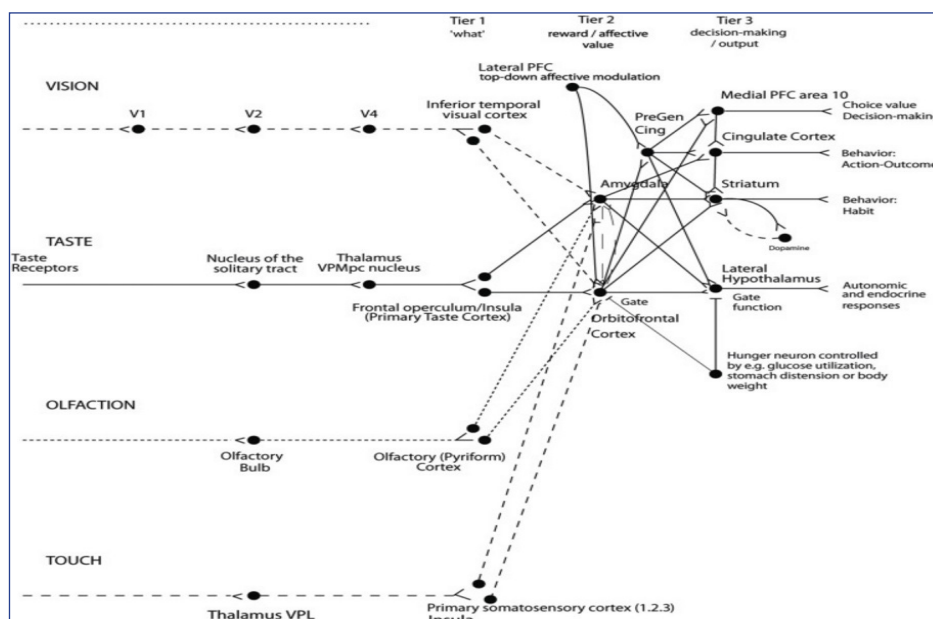 Tier 1
'what'
Tier 2
reward / affective
value
Tier 3
decision-making
/ output
Lateral PFC
top-down affective modulation
VISION
V1
V2
V4
Inferior temporal
visual cortex
PreGen
Cing
Medial PFC area 10
Choice value
Decision-making
Cingulate Cortex
Behavior:
Action-Outcome
Amygdala
Striatum
Behavior:
Habit
Dopamine
TASTE
Taste
Receptors
Nucleus of the
solitary tract
Thalamus
VPMpc nucleus
Frontal operculum/Insula
(Primary Taste Cortex)
Gate
Orbitofrontal
Cortex
Lateral
Hypothalamus
Gate
function
Autonomic
and endocrine
responses
Hunger neuron controlled
by e.g. glucose utilization,
stomach distension or body
weight
OLFACTION
Olfactory
Bulb
Olfactory (Pyriform)
Cortex
TOUCH
Thalamus VPL
Primary somatosensory cortex (1.2.3)
Insula